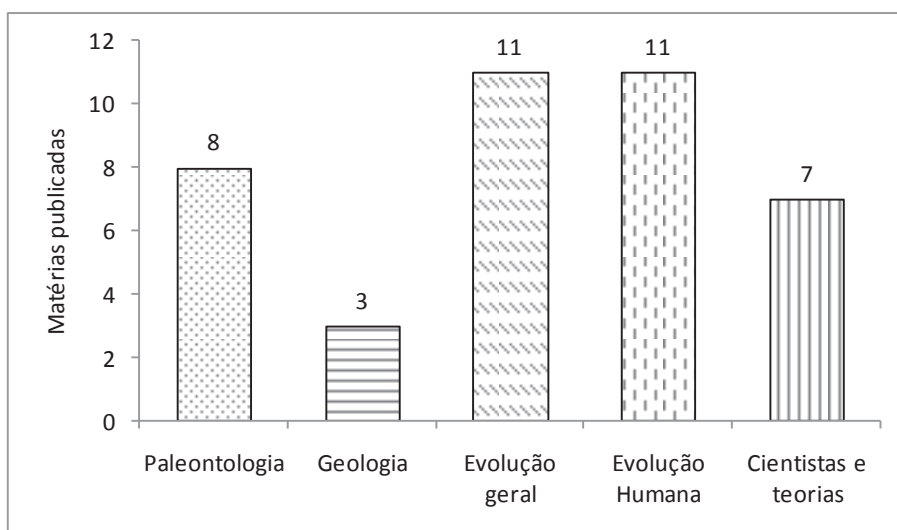 Matérias publicadas
12
10
8
6
4
2
0
8
3
11
11
7
Paleontologia
Geologia
Evolução
geral
Evolução
Humana
Cientistas e
teorias